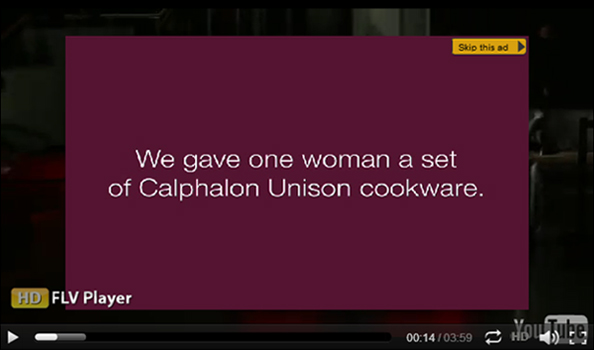 Skip this ad
We gave one woman a set
of Calphalon Unison cookware.
HD FLV Player
00:14 / 03:59
HD
YouTube